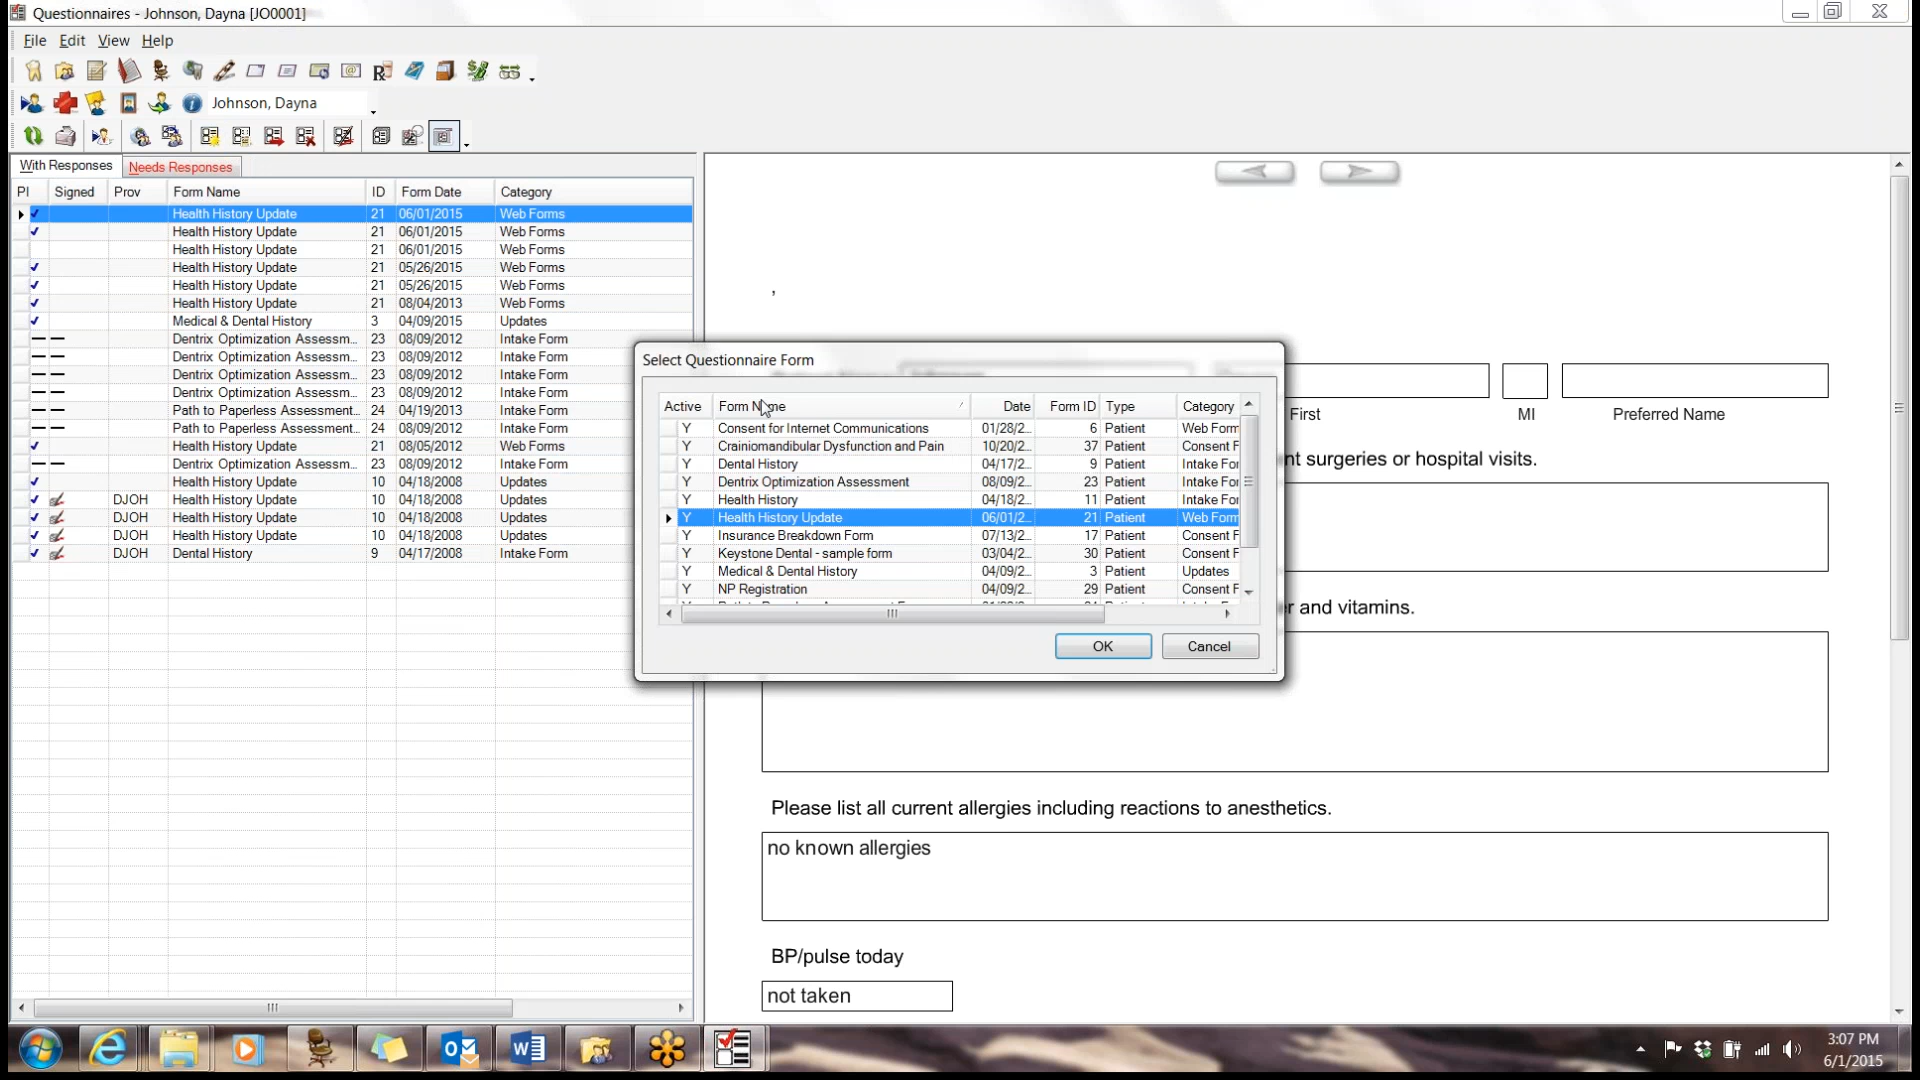 Questionnaires - Johnson, Dayna [JO0001]
File Edit View Help
Johnson, Dayna
With Responses Needs Responses
PI Signed Prov Form Name ID Form Date Category
Health History Update 21 06/01/2015 Web Forms
Health History Update 21 06/01/2015 Web Forms
Health History Update 21 06/01/2015 Web Forms
Health History Update 21 05/26/2015 Web Forms
Health History Update 21 05/26/2015 Web Forms
Health History Update 21 08/04/2013 Web Forms
Medical & Dental History 3 04/09/2015 Updates
Dentrix Optimization Assessm... 23 08/09/2012 Intake Form
Dentrix Optimization Assessm... 23 08/09/2012 Intake Form
Dentrix Optimization Assessm... 23 08/09/2012 Intake Form
Dentrix Optimization Assessm... 23 08/09/2012 Intake Form
Path to Paperless Assessment... 24 04/19/2013 Intake Form
Path to Paperless Assessment... 24 08/09/2012 Intake Form
Health History Update 21 08/05/2012 Web Forms
Dentrix Optimization Assessm... 23 08/09/2012 Intake Form
Health History Update 10 04/18/2008 Updates
DJOH Health History Update 10 04/18/2008 Updates
DJOH Health History Update 10 04/18/2008 Updates
DJOH Health History Update 10 04/18/2008 Updates
DJOH Dental History 9 04/17/2008 Intake Form
,
Select Questionnaire Form
Active Form Name Date Form ID Type Category
Y Consent for Internet Communications 01/28/2... 6 Patient Web Form
Y Crainiomandibular Dysfunction and Pain 10/20/2... 37 Patient Consent F
Y Dental History 04/17/2... 9 Patient Intake For
Y Dentrix Optimization Assessment 08/09/2... 23 Patient Intake For
Y Health History 04/18/2... 11 Patient Intake For
Y Health History Update 06/01/2... 21 Patient Web Form
Y Insurance Breakdown Form 07/13/2... 17 Patient Consent F
Y Keystone Dental - sample form 03/04/2... 30 Patient Consent F
Y Medical & Dental History 04/09/2... 3 Patient Updates
Y NP Registration 04/09/2... 29 Patient Consent F
OK Cancel
First MI Preferred Name
nt surgeries or hospital visits.
r and vitamins.
Please list all current allergies including reactions to anesthetics.
no known allergies
BP/pulse today
not taken
3:07 PM
6/1/2015